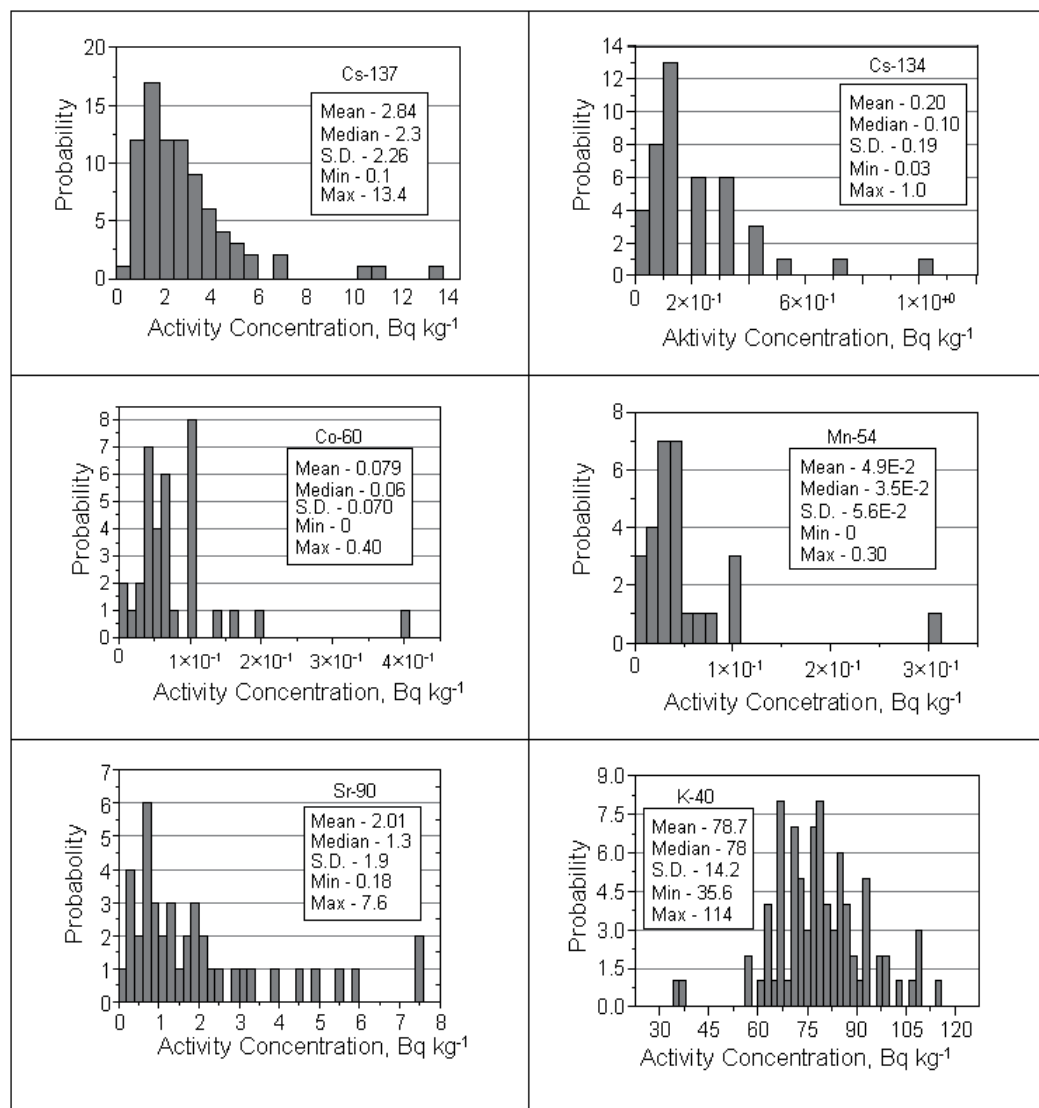 Cs-137
Mean - 2.84
Median - 2.3
S.D. - 2.26
Min - 0.1
Max - 13.4
20
15
10
5
0
Probability
0 2 4 6 8 10 12 14
Activity Concentration, Bq kg⁻¹
Cs-134
Mean - 0.20
Median - 0.10
S.D. - 0.19
Min - 0.03
Max - 1.0
14
12
10
8
6
4
2
0
Probability
0 2×10⁻¹ 6×10⁻¹ 1×10⁺⁰
Aktivity Concentration, Bq kg⁻¹
Co-60
Mean - 0.079
Median - 0.06
S.D. - 0.070
Min - 0
Max - 0.40
8
7
6
5
4
3
2
1
0
Probability
0 1×10⁻¹ 2×10⁻¹ 3×10⁻¹ 4×10⁻¹
Activity Concentration, Bq kg⁻¹
Mn-54
Mean - 4.9E-2
Median - 3.5E-2
S.D. - 5.6E-2
Min - 0
Max - 0.30
8
6
4
2
0
Probability
0 1×10⁻¹ 2×10⁻¹ 3×10⁻¹
Activity Concetration, Bq kg⁻¹
Sr-90
Mean - 2.01
Median - 1.3
S.D. - 1.9
Min - 0.18
Max - 7.6
7
6
5
4
3
2
1
0
Probabolity
0 1 2 3 4 5 6 7 8
Activity Concentration, Bq kg⁻¹
K-40
Mean - 78.7
Median - 78
S.D. - 14.2
Min - 35.6
Max - 114
9.0
7.5
6.0
4.5
3.0
1.5
0.0
Probability
30 45 60 75 90 105 120
Activity Concentration, Bq kg⁻¹